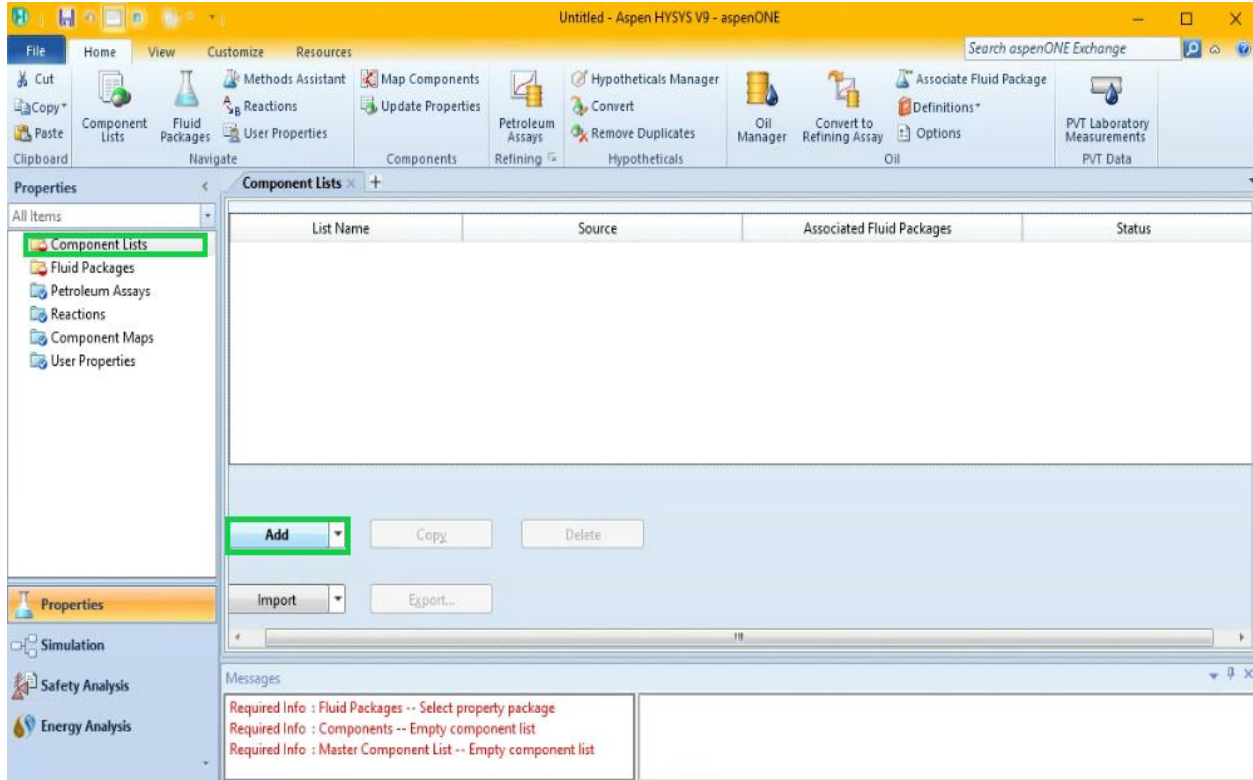 Untitled - Aspen HYSYS V9 - aspenONE
File Home View Customize Resources Search aspenONE Exchange
Cut
Copy
Paste
Clipboard
Component Lists
Fluid Packages
Navigate
Methods Assistant
Reactions
User Properties
Map Components
Update Properties
Components
Petroleum Assays
Refining
Hypotheticals Manager
Convert
Remove Duplicates
Hypotheticals
Oil Manager
Convert to Refining Assay
Associate Fluid Package
Definitions
Options
Oil
PVT Laboratory Measurements
PVT Data
Properties
All Items
Component Lists
Fluid Packages
Petroleum Assays
Reactions
Component Maps
User Properties
Properties
Simulation
Safety Analysis
Energy Analysis
Component Lists
List Name Source Associated Fluid Packages Status
Add Copy Delete
Import Export...
Messages
Required Info : Fluid Packages -- Select property package
Required Info : Components -- Empty component list
Required Info : Master Component List -- Empty component list